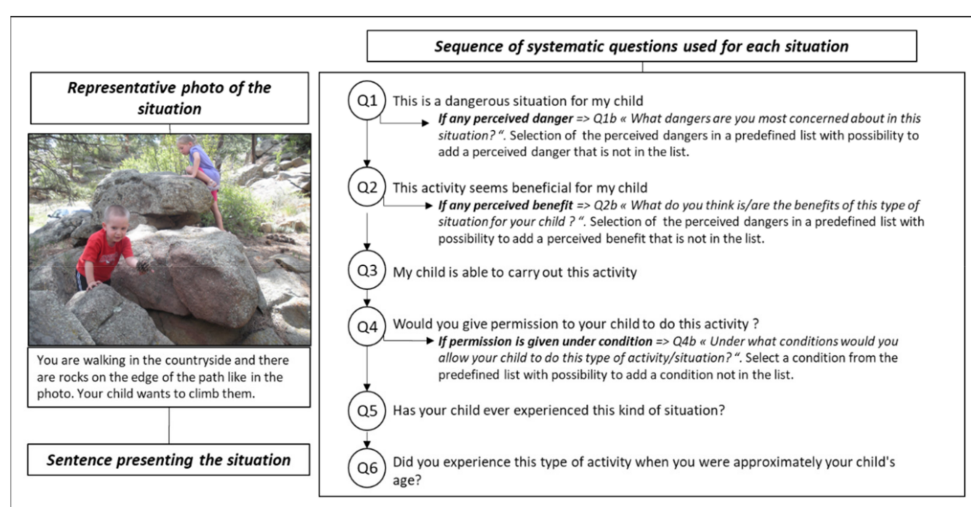 Sequence of systematic questions used for each situation
Representative photo of the
situation
You are walking in the countryside and there
are rocks on the edge of the path like in the
photo. Your child wants to climb them.
Sentence presenting the situation
Q1
This is a dangerous situation for my child
If any perceived danger => Q1b « What dangers are you most concerned about in this
situation? “. Selection of the perceived dangers in a predefined list with possibility to
add a perceived danger that is not in the list.
Q2
This activity seems beneficial for my child
If any perceived benefit => Q2b « What do you think is/are the benefits of this type of
situation for your child ? “. Selection of the perceived dangers in a predefined list with
possibility to add a perceived benefit that is not in the list.
Q3
My child is able to carry out this activity
Q4
Would you give permission to your child to do this activity ?
If permission is given under condition => Q4b « Under what conditions would you
allow your child to do this type of activity/situation? “. Select a condition from the
predefined list with possibility to add a condition not in the list.
Q5
Has your child ever experienced this kind of situation?
Q6
Did you experience this type of activity when you were approximately your child's
age?